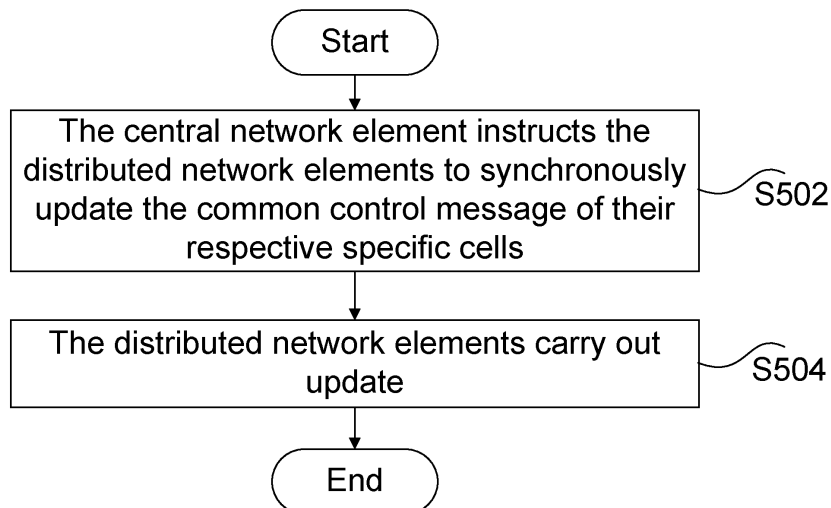 Start
The central network element instructs the
distributed network elements to synchronously
update the common control message of their
respective specific cells
S502
The distributed network elements carry out
update
S504
End